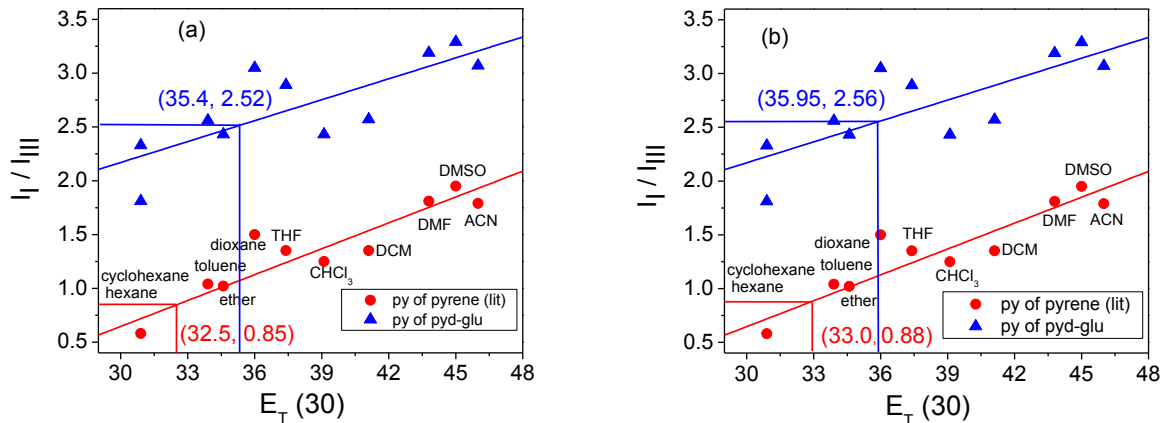 (a)
3.5
3.0
2.5
2.0
1.5
1.0
0.5
I_I / I_III
(35.4, 2.52)
DMSO
DMF
ACN
THF
dioxane
DCM
CHCl3
toluene
cyclohexane
hexane
ether
(32.5, 0.85)
py of pyrene (lit)
py of pyd-glu
30 33 36 39 42 45 48
E_T (30)
(b)
3.5
3.0
2.5
2.0
1.5
1.0
0.5
I_I / I_III
(35.95, 2.56)
DMSO
DMF
ACN
THF
dioxane
DCM
CHCl3
toluene
cyclohexane
hexane
ether
(33.0, 0.88)
py of pyrene (lit)
py of pyd-glu
30 33 36 39 42 45 48
E_T (30)